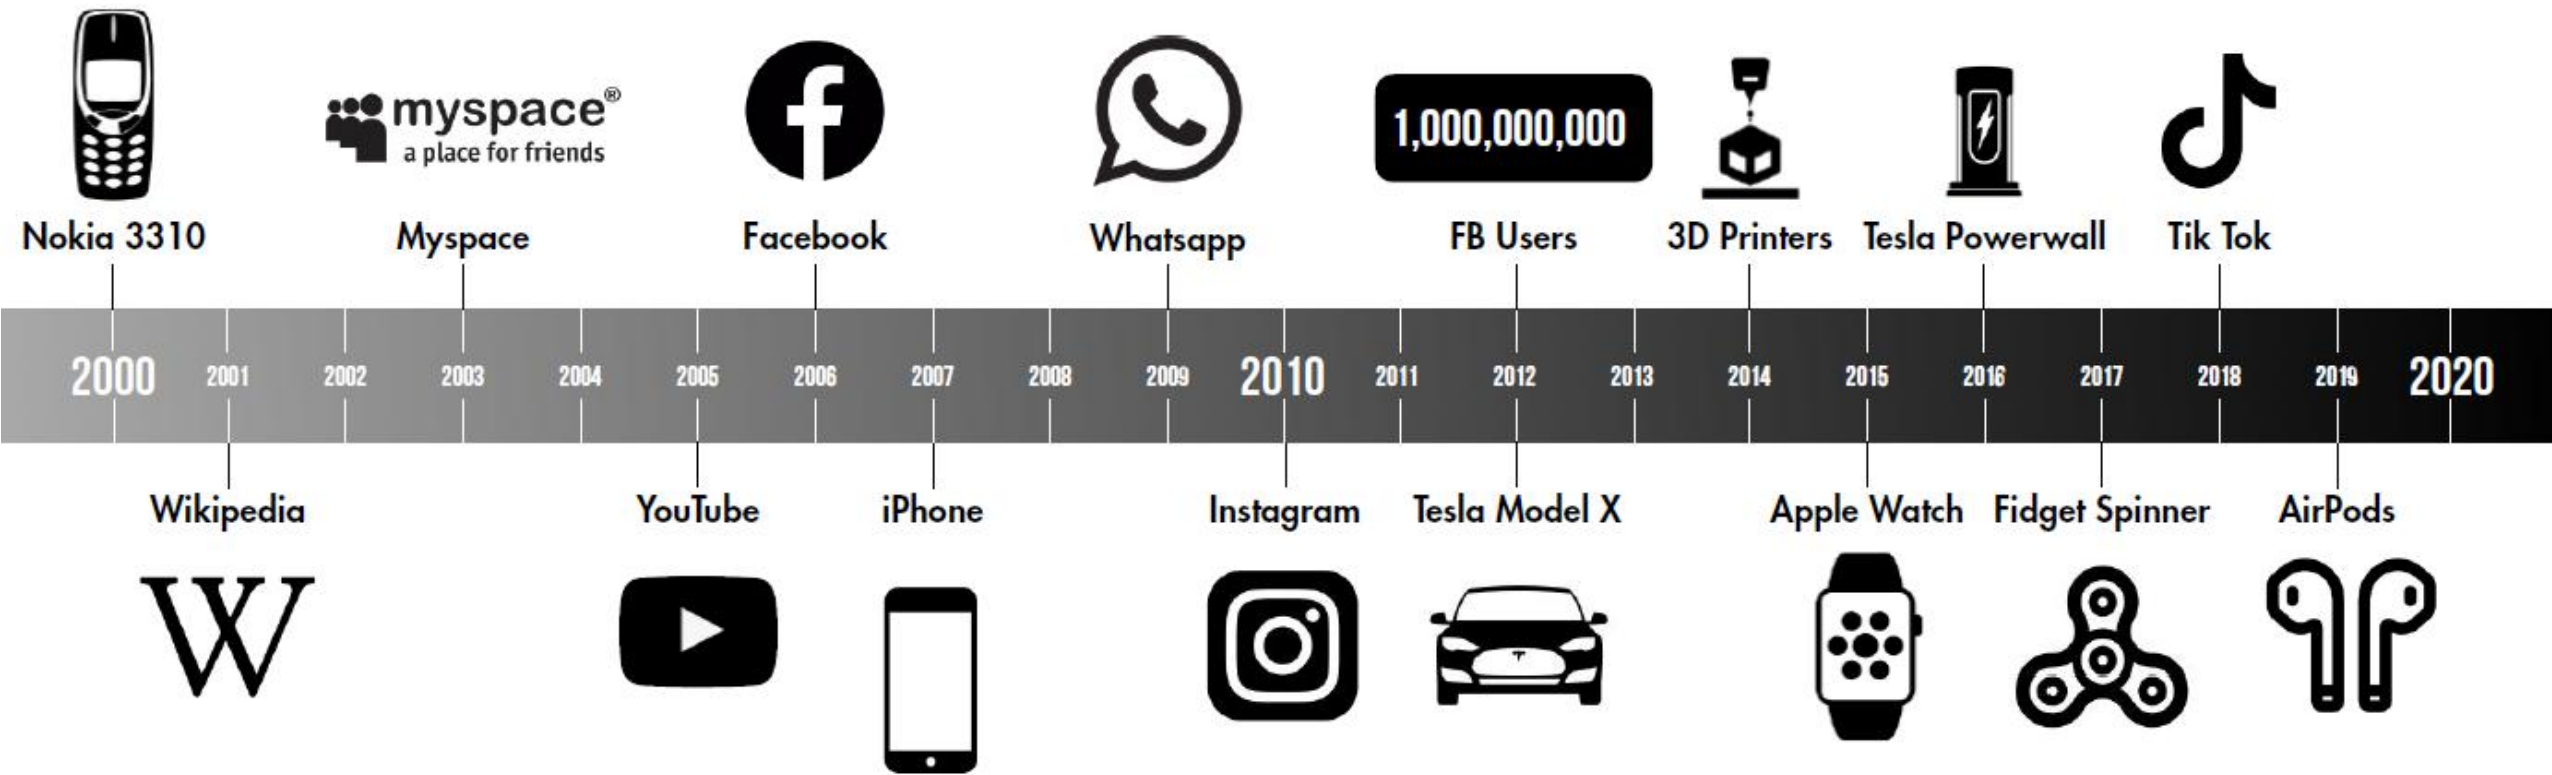 myspace®
a place for friends
1,000,000,000
Nokia 3310
Myspace
Facebook
Whatsapp
FB Users
3D Printers
Tesla Powerwall
Tik Tok
2000 2001 2002 2003 2004 2005 2006 2007 2008 2009 2010 2011 2012 2013 2014 2015 2016 2017 2018 2019 2020
Wikipedia
YouTube
iPhone
Instagram
Tesla Model X
Apple Watch
Fidget Spinner
AirPods
W